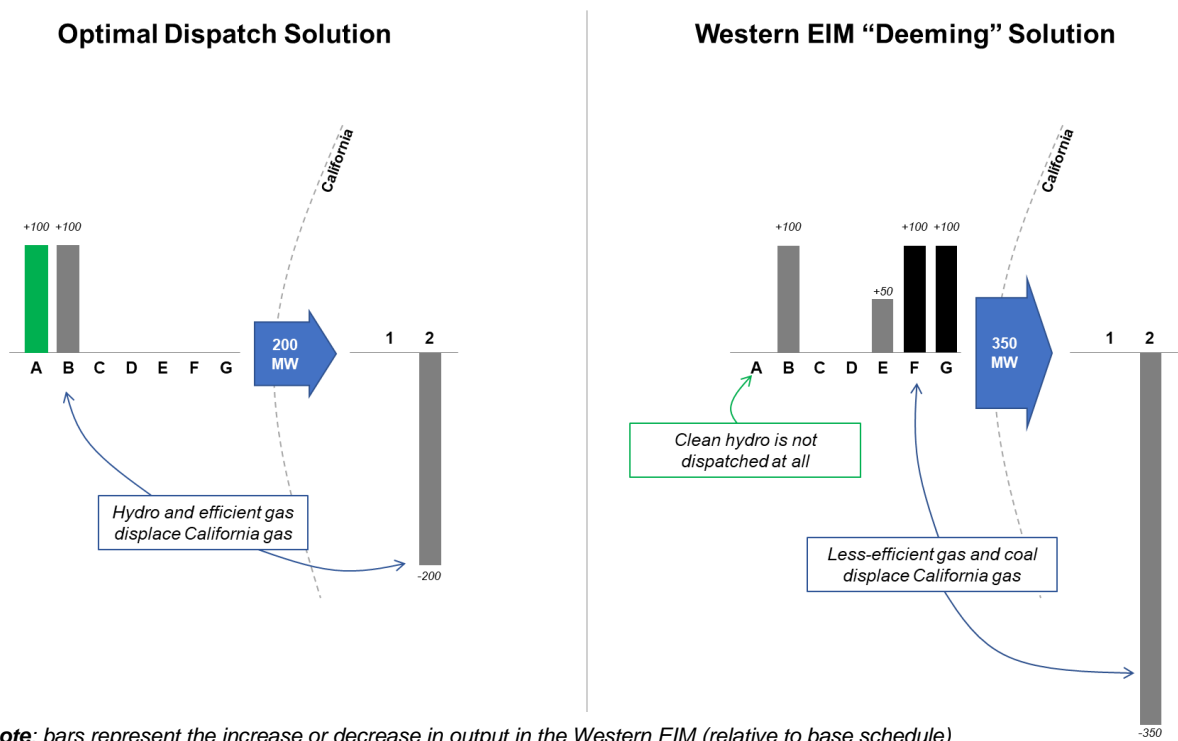 Optimal Dispatch Solution
California
+100 +100
A B C D E F G
200
MW
1 2
-200
Hydro and efficient gas
displace California gas
Western EIM “Deeming” Solution
California
+100
+50
+100 +100
A B C D E F G
350
MW
1 2
-350
Clean hydro is not
dispatched at all
Less-efficient gas and coal
displace California gas
ote: bars represent the increase or decrease in output in the Western EIM (relative to base schedule)